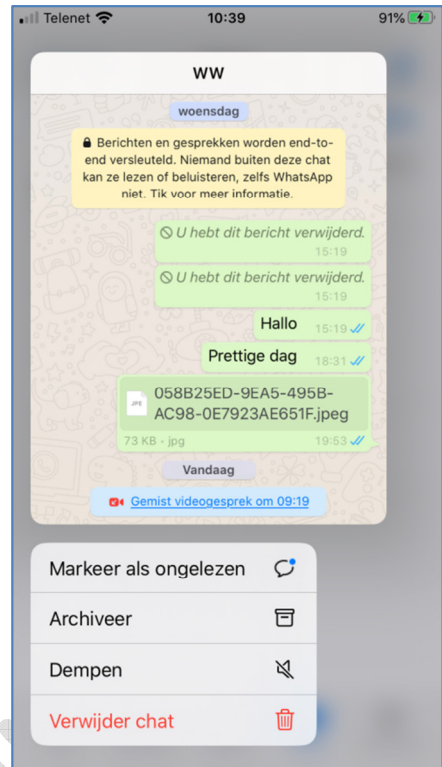 Telenet 10:39 91%
WW
woensdag
Berichten en gesprekken worden end-to-
end versleuteld. Niemand buiten deze chat
kan ze lezen of beluisteren, zelfs WhatsApp
niet. Tik voor meer informatie.
U hebt dit bericht verwijderd.
15:19
U hebt dit bericht verwijderd.
15:19
Hallo 15:19
Prettige dag 18:31
JPE
058B25ED-9EA5-495B-
AC98-0E7923AE651F.jpeg
73 KB · jpg 19:53
Vandaag
Gemist videogesprek om 09:19
Markeer als ongelezen
Archiveer
Dempen
Verwijder chat